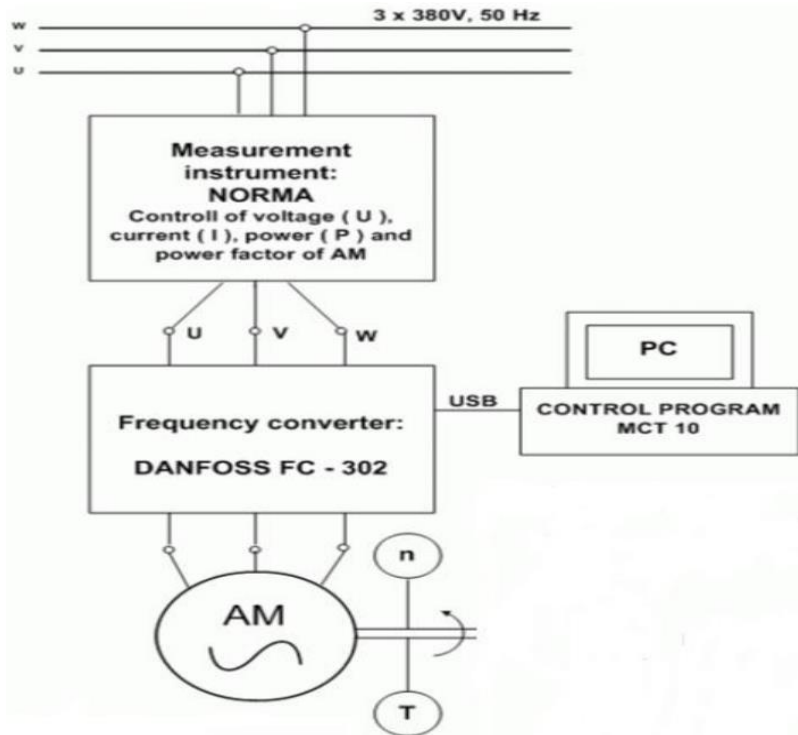 3 x 380V, 50 Hz
W
V
U
Measurement
instrument:
NORMA
Controll of voltage ( U ),
current ( I ), power ( P ) and
power factor of AM
U V W
PC
USB
CONTROL PROGRAM
MCT 10
Frequency converter:
DANFOSS FC - 302
n
AM
T